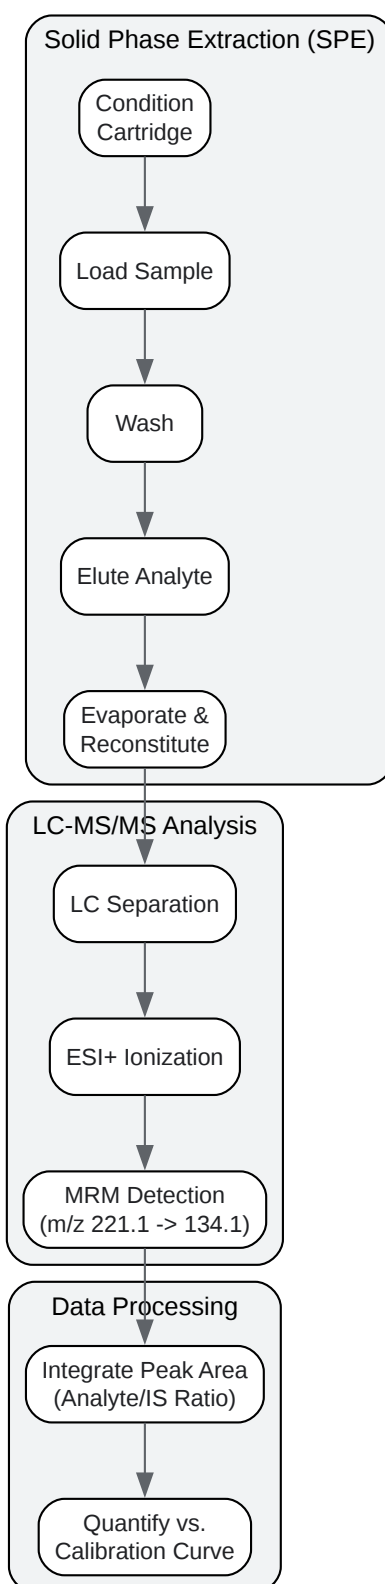 Solid Phase Extraction (SPE)
Condition
Cartridge
Load Sample
Wash
Elute Analyte
Evaporate &
Reconstitute
LC-MS/MS Analysis
LC Separation
ESI+ Ionization
MRM Detection
(m/z 221.1 -> 134.1)
Data Processing
Integrate Peak Area
(Analyte/IS Ratio)
Quantify vs.
Calibration Curve